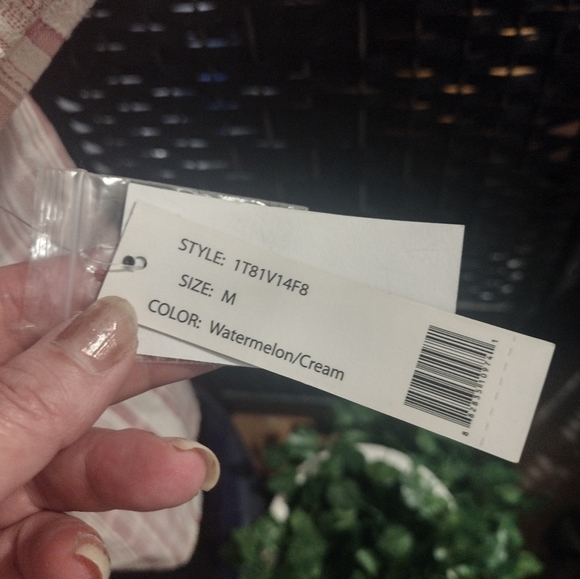 STYLE: 1T81V14F8
SIZE: M
COLOR: Watermelon/Cream